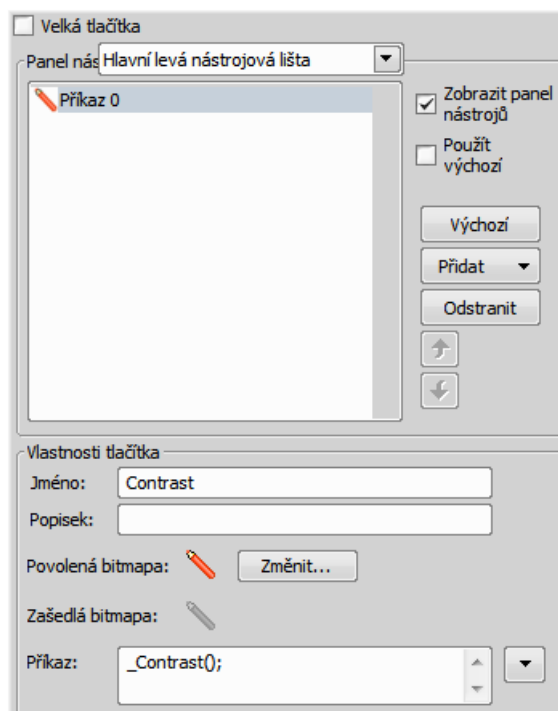 Velká tlačítka
Panel nás Hlavní levá nástrojová lišta
Příkaz 0
Zobrazit panel
nástrojů
Použít
výchozí
Výchozí
Přidat
Odstranit
Vlastnosti tlačítka
Jméno: Contrast
Popisek:
Povolená bitmapa: Změnit...
Zašedlá bitmapa:
Příkaz: _Contrast();